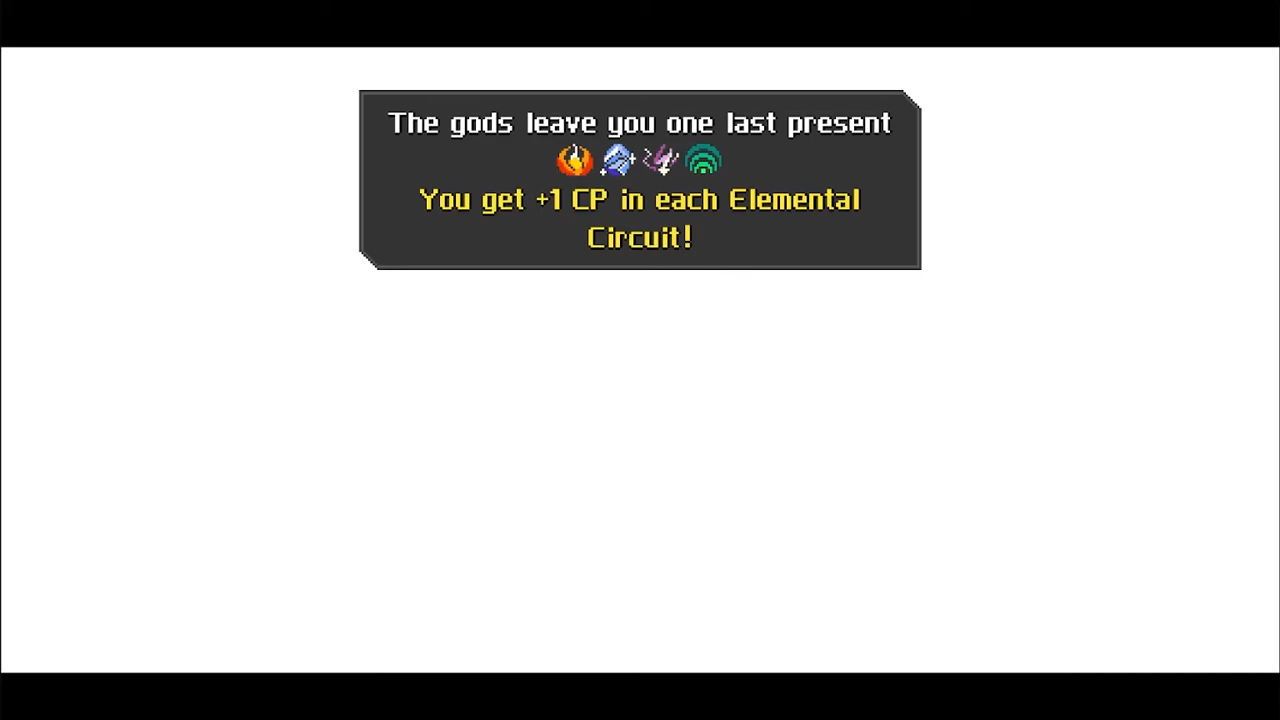 The gods leave you one last present
You get +1 CP in each Elemental
Circuit!